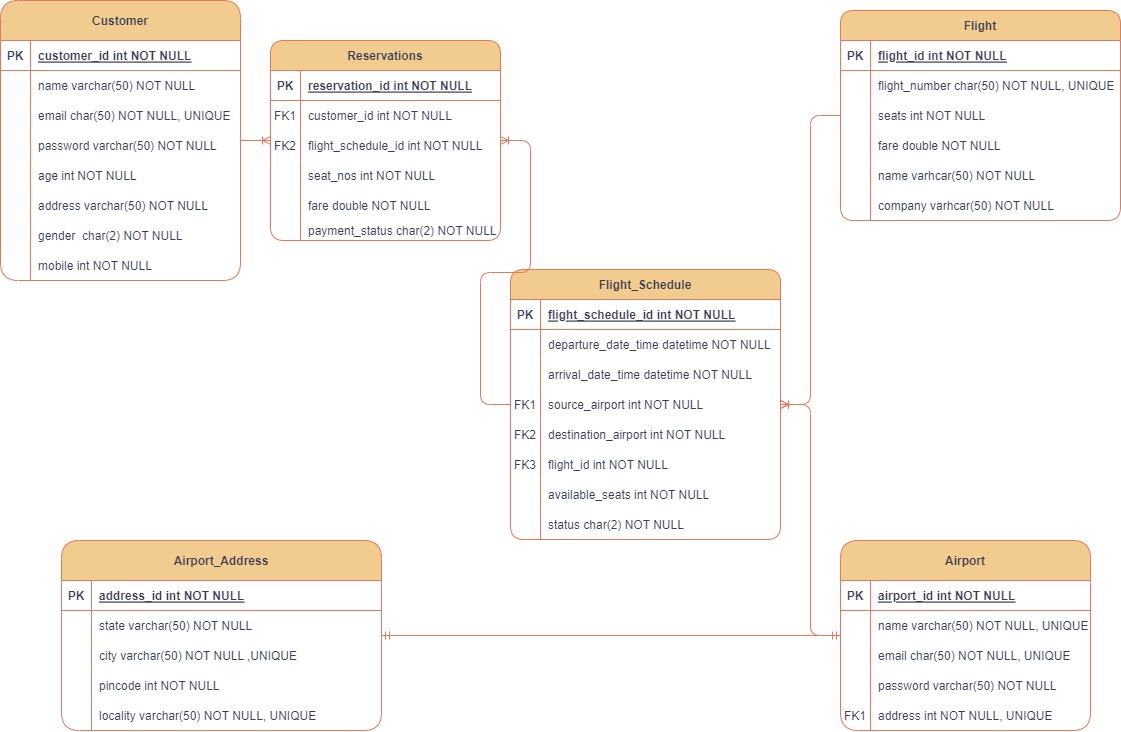 Customer
PK customer_id int NOT NULL
name varchar(50) NOT NULL
email char(50) NOT NULL, UNIQUE
password varchar(50) NOT NULL
age int NOT NULL
address varchar(50) NOT NULL
gender  char(2) NOT NULL
mobile int NOT NULL
Reservations
PK reservation_id int NOT NULL
FK1 customer_id int NOT NULL
FK2 flight_schedule_id int NOT NULL
seat_nos int NOT NULL
fare double NOT NULL
payment_status char(2) NOT NULL
Flight
PK flight_id int NOT NULL
flight_number char(50) NOT NULL, UNIQUE
seats int NOT NULL
fare double NOT NULL
name varhcar(50) NOT NULL
company varhcar(50) NOT NULL
Flight_Schedule
PK flight_schedule_id int NOT NULL
departure_date_time datetime NOT NULL
arrival_date_time datetime NOT NULL
FK1 source_airport int NOT NULL
FK2 destination_airport int NOT NULL
FK3 flight_id int NOT NULL
available_seats int NOT NULL
status char(2) NOT NULL
Airport_Address
PK address_id int NOT NULL
state varchar(50) NOT NULL
city varchar(50) NOT NULL ,UNIQUE
pincode int NOT NULL
locality varchar(50) NOT NULL, UNIQUE
Airport
PK airport_id int NOT NULL
name varchar(50) NOT NULL, UNIQUE
email char(50) NOT NULL, UNIQUE
password varchar(50) NOT NULL
FK1 address int NOT NULL, UNIQUE